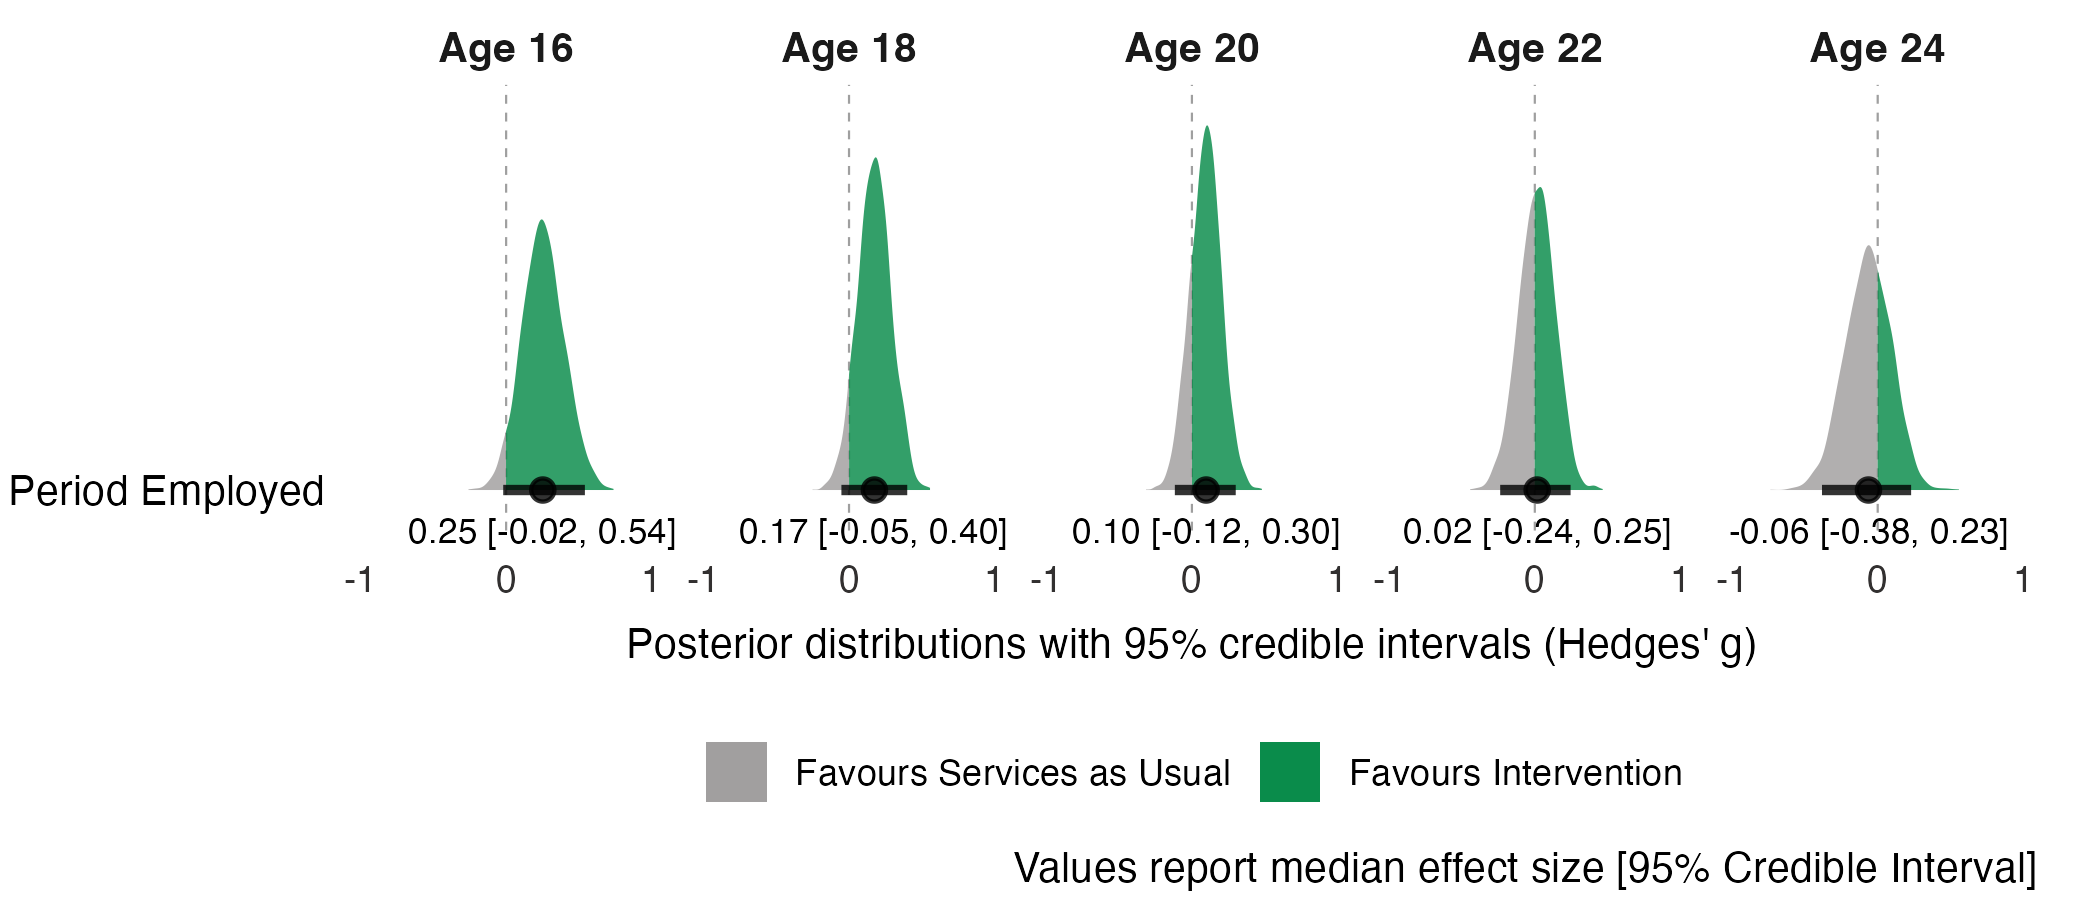 Age 16 Age 18 Age 20 Age 22 Age 24
Period Employed
0.25 [-0.02, 0.54] 0.17 [-0.05, 0.40] 0.10 [-0.12, 0.30] 0.02 [-0.24, 0.25] -0.06 [-0.38, 0.23]
-1 0 1 -1 0 1 -1 0 1 -1 0 1 -1 0 1
Posterior distributions with 95% credible intervals (Hedges' g)
Favours Services as Usual Favours Intervention
Values report median effect size [95% Credible Interval]